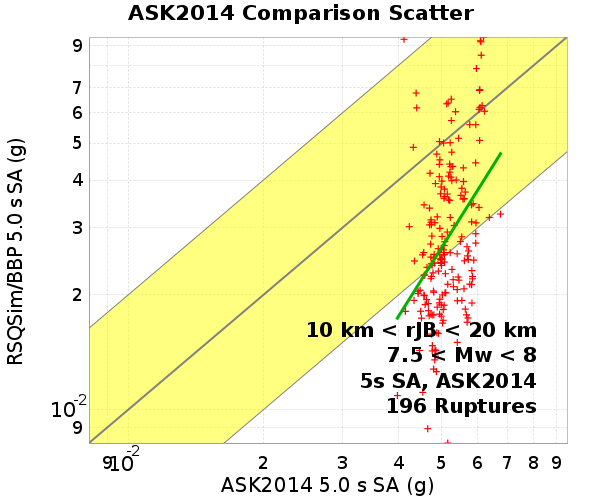 ASK2014 Comparison Scatter
RSQSim/BBP 5.0 s SA (g)
9
7
6
5
4
3
2
10-2
9
10 km < rJB < 20 km
7.5 < Mw < 8
5s SA, ASK2014
196 Ruptures
9 10-2 2 3 4 5 6 7 8 9
ASK2014 5.0 s SA (g)